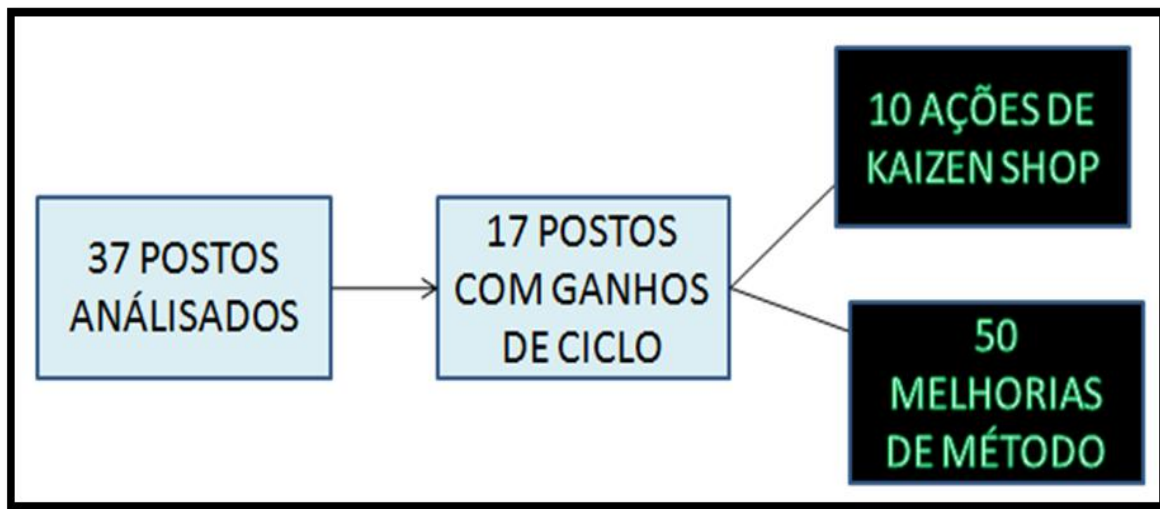 37 POSTOS
ANÁLISADOS
17 POSTOS
COM GANHOS
DE CICLO
10 AÇÕES DE
KAIZEN SHOP
50
MELHORIAS
DE MÉTODO